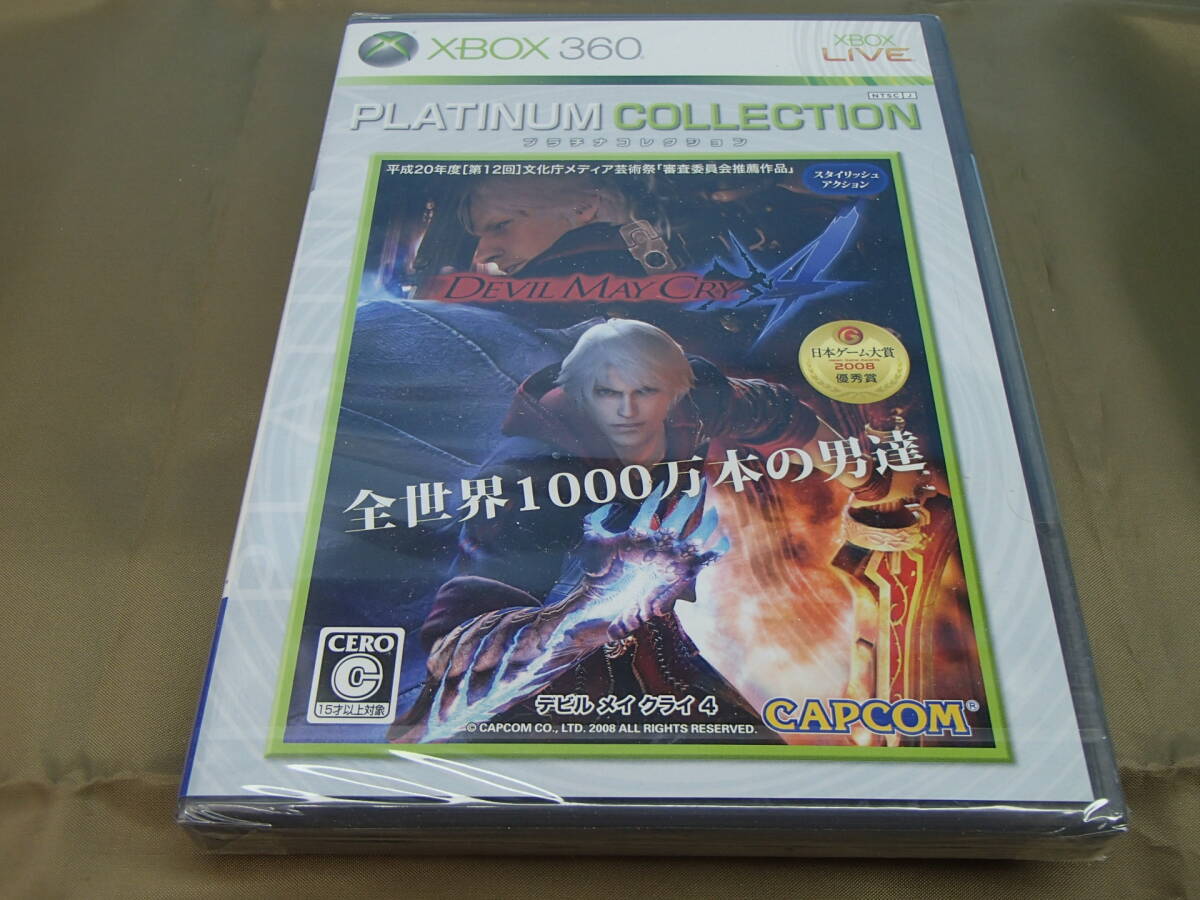 XBOX 360
XBOX
LIVE
NTSC J
PLATINUM COLLECTION
プラチナコレクション
平成20年度[第12回]文化庁メディア芸術祭「審査委員会推薦作品」
スタイリッシュ
アクション
DEVIL MAY CRY 4
G
日本ゲーム大賞
2008
優秀賞
全世界1000万本の男達
CERO
C
15才以上対象
デビル メイ クライ 4
© CAPCOM CO., LTD. 2008 ALL RIGHTS RESERVED.
CAPCOM®
PLATINUM